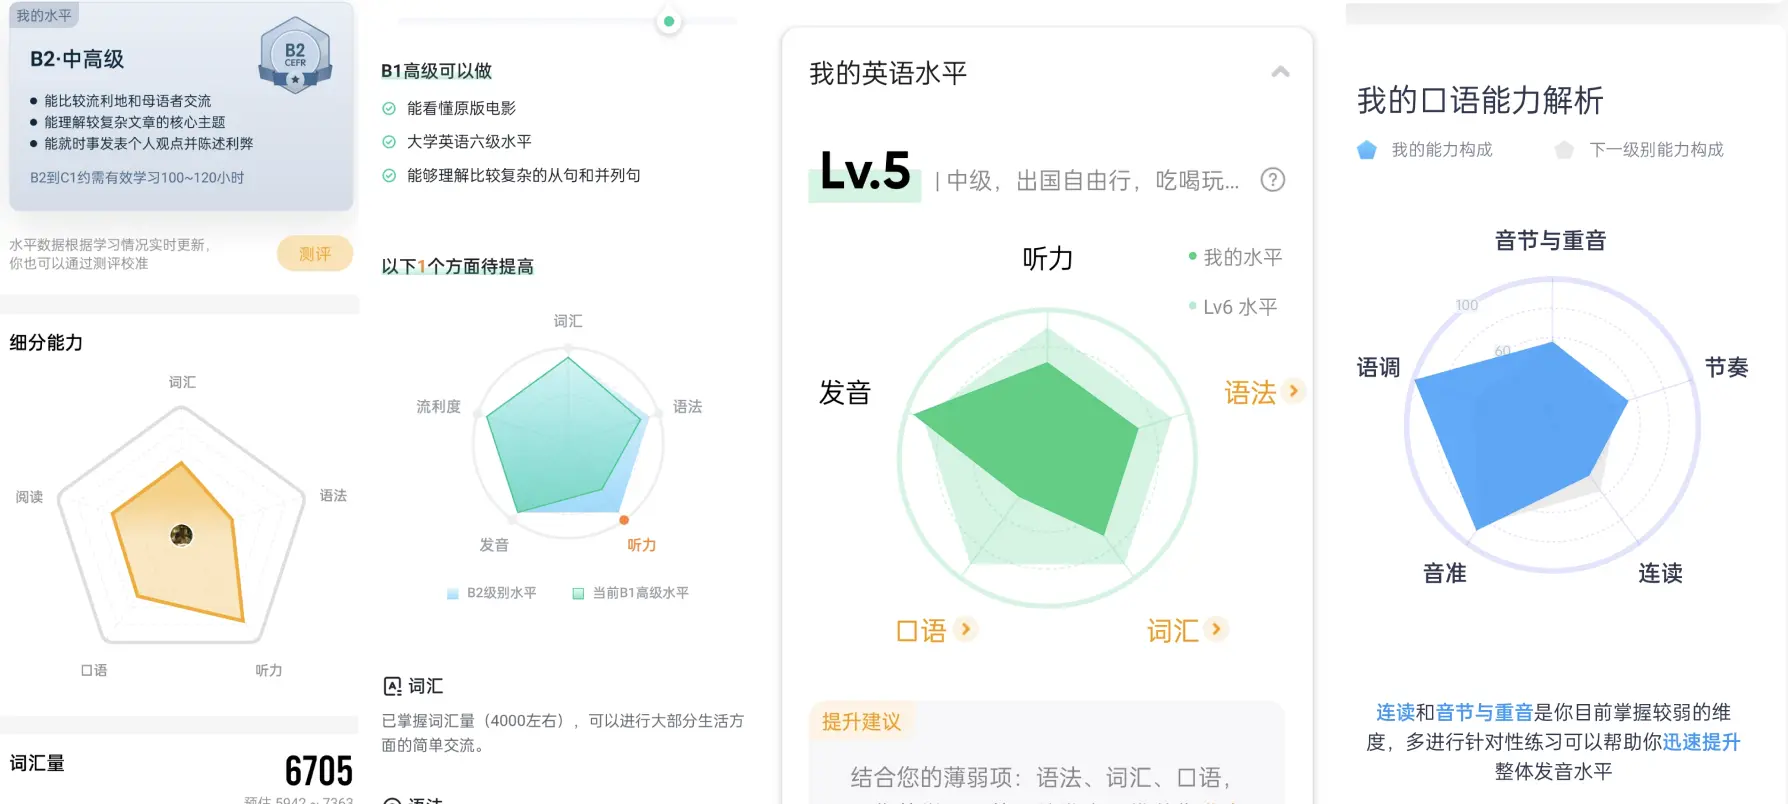 我的水平
B2·中高级
B2
CEFR
能比较流利地和母语者交流
能理解较复杂文章的核心主题
能就时事发表个人观点并陈述利弊
B2到C1约需有效学习100~120小时
水平数据根据学习情况实时更新，
你也可以通过测评校准
测评
细分能力
词汇
阅读
语法
口语
听力
词汇量
6705
预估 5942 ~ 7363
B1高级可以做
能看懂原版电影
大学英语六级水平
能够理解比较复杂的从句和并列句
以下1个方面待提高
词汇
流利度
语法
发音
听力
B2级别水平
当前B1高级水平
词汇
已掌握词汇量（4000左右），可以进行大部分生活方
面的简单交流。
语法
我的英语水平
Lv.5
| 中级，出国自由行，吃喝玩...
?
听力
我的水平
Lv6 水平
发音
语法
口语
词汇
提升建议
结合您的薄弱项：语法、词汇、口语，
我的口语能力解析
我的能力构成
下一级别能力构成
音节与重音
100
60
语调
节奏
音准
连读
连读和音节与重音是你目前掌握较弱的维
度，多进行针对性练习可以帮助你迅速提升
整体发音水平